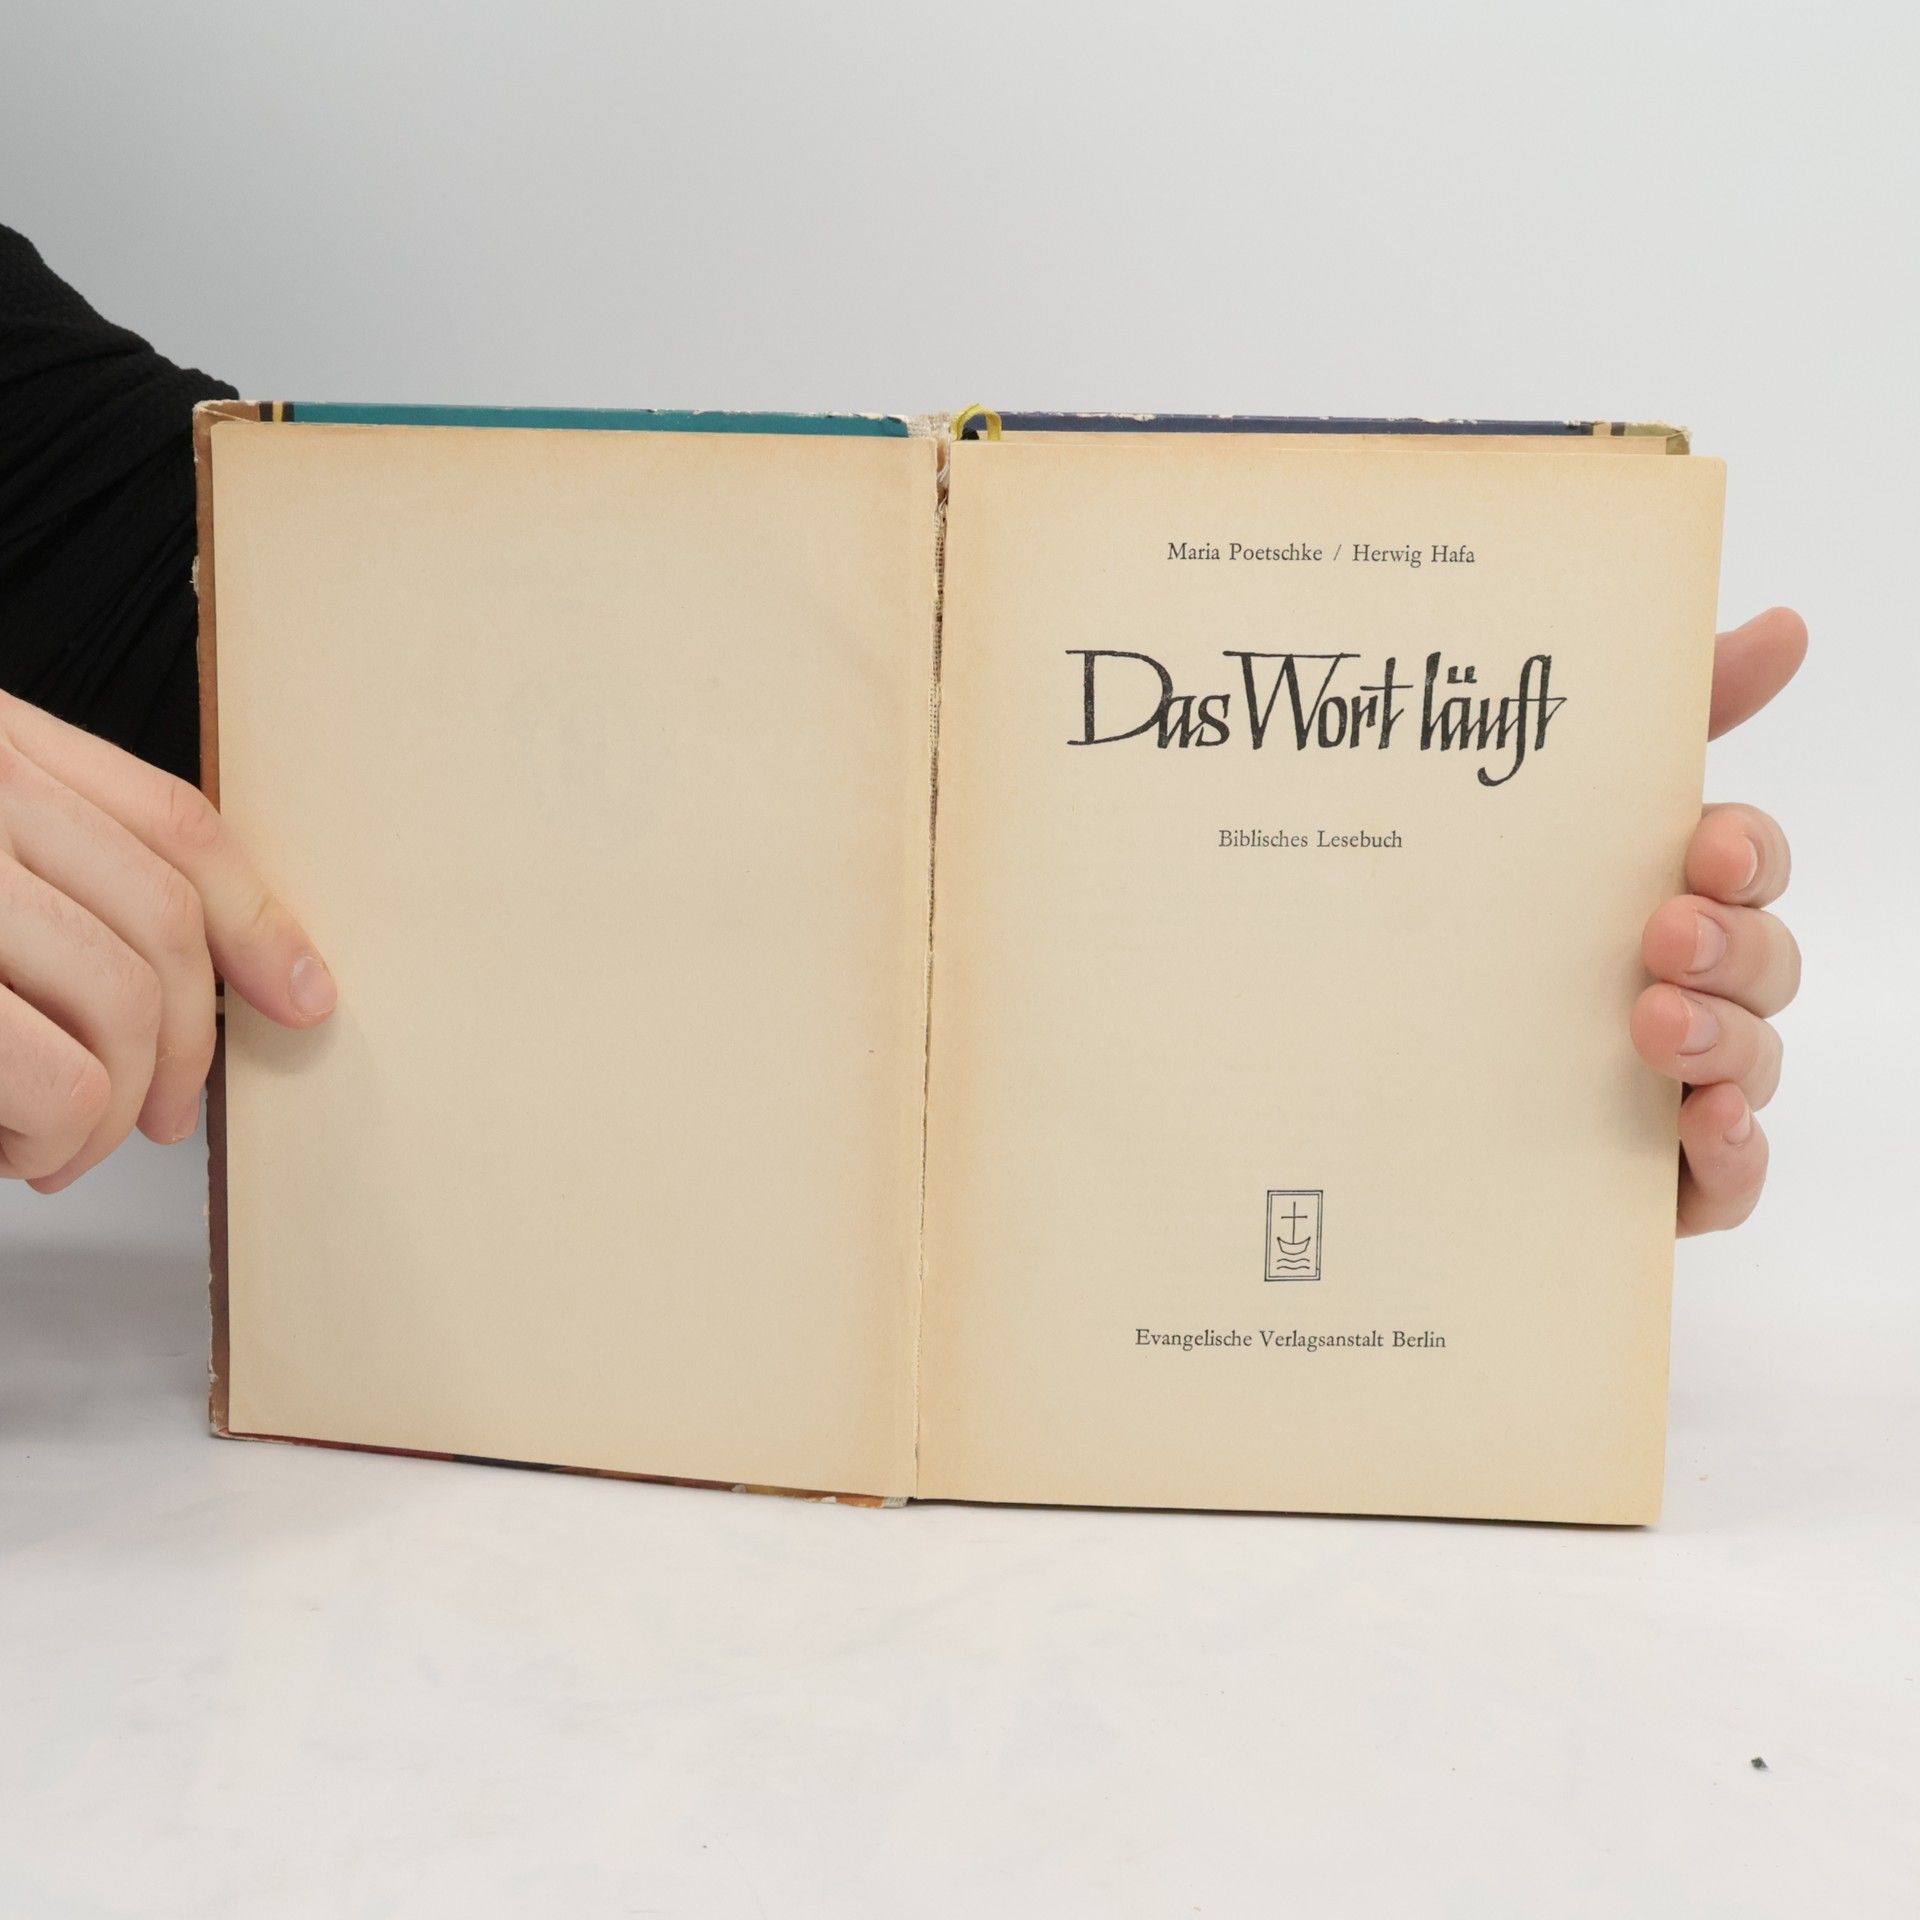 Maria Poetschke / Herwig Hafa
Das Wort läuft
Biblisches Lesebuch
Evangelische Verlagsanstalt Berlin